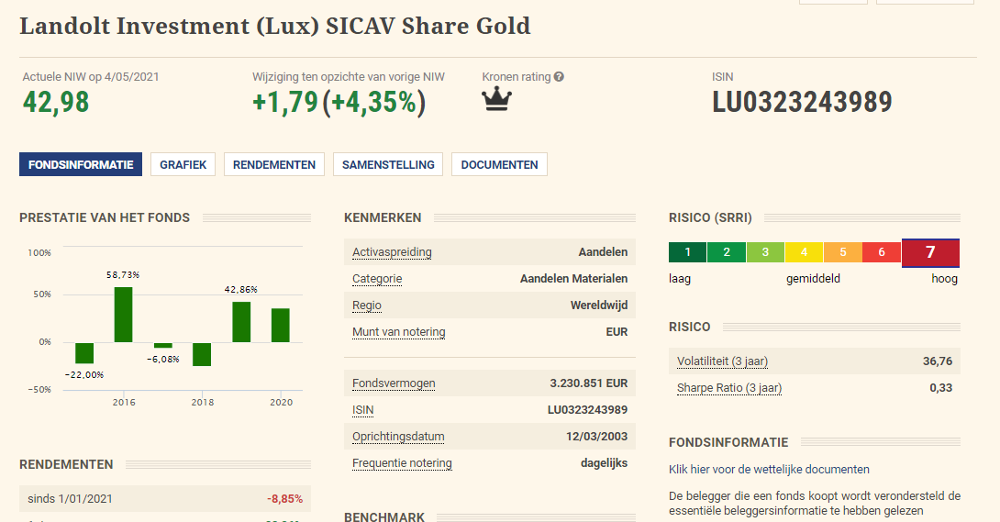 Landolt Investment (Lux) SICAV Share Gold
Actuele NIW op 4/05/2021
42,98
Wijziging ten opzichte van vorige NIW
+1,79 (+4,35%)
Kronen rating ?
ISIN
LU0323243989
FONDSINFORMATIE GRAFIEK RENDEMENTEN SAMENSTELLING DOCUMENTEN
PRESTATIE VAN HET FONDS
100%
50%
0%
-50%
58,73%
42,86%
-6,08%
-22,00%
2016 2018 2020
RENDEMENTEN
sinds 1/01/2021 -8,85%
KENMERKEN
Activaspreiding Aandelen
Categorie Aandelen Materialen
Regio Wereldwijd
Munt van notering EUR
Fondsvermogen 3.230.851 EUR
ISIN LU0323243989
Oprichtingsdatum 12/03/2003
Frequentie notering dagelijks
BENCHMARK
RISICO (SRRI)
1 2 3 4 5 6 7
laag gemiddeld hoog
RISICO
Volatiliteit (3 jaar) 36,76
Sharpe Ratio (3 jaar) 0,33
FONDSINFORMATIE
Klik hier voor de wettelijke documenten
De belegger die een fonds koopt wordt verondersteld de
essentiële beleggersinformatie te hebben gelezen